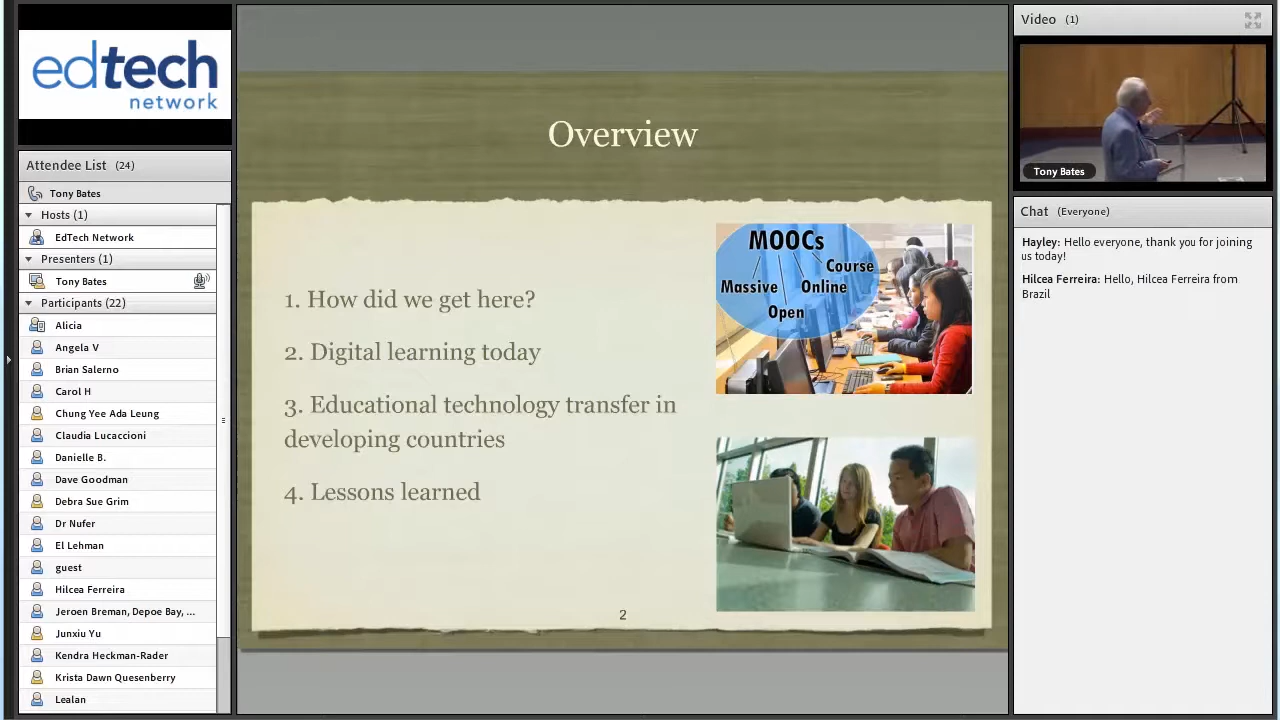 edtech
network
Attendee List (24)
Tony Bates
Hosts (1)
EdTech Network
Presenters (1)
Tony Bates
Participants (22)
Alicia
Angela V
Brian Salerno
Carol H
Chung Yee Ada Leung
Claudia Lucaccioni
Danielle B.
Dave Goodman
Debra Sue Grim
Dr Nufer
El Lehman
guest
Hilcea Ferreira
Jeroen Breman, Depoe Bay, ...
Junxiu Yu
Kendra Heckman-Rader
Krista Dawn Quesenberry
Lealan
Overview
1. How did we get here?
2. Digital learning today
3. Educational technology transfer in
developing countries
4. Lessons learned
MOOCs
Course
Massive Online
Open
2
Video (1)
Tony Bates
Chat (Everyone)
Hayley: Hello everyone, thank you for joining
us today!
Hilcea Ferreira: Hello, Hilcea Ferreira from
Brazil